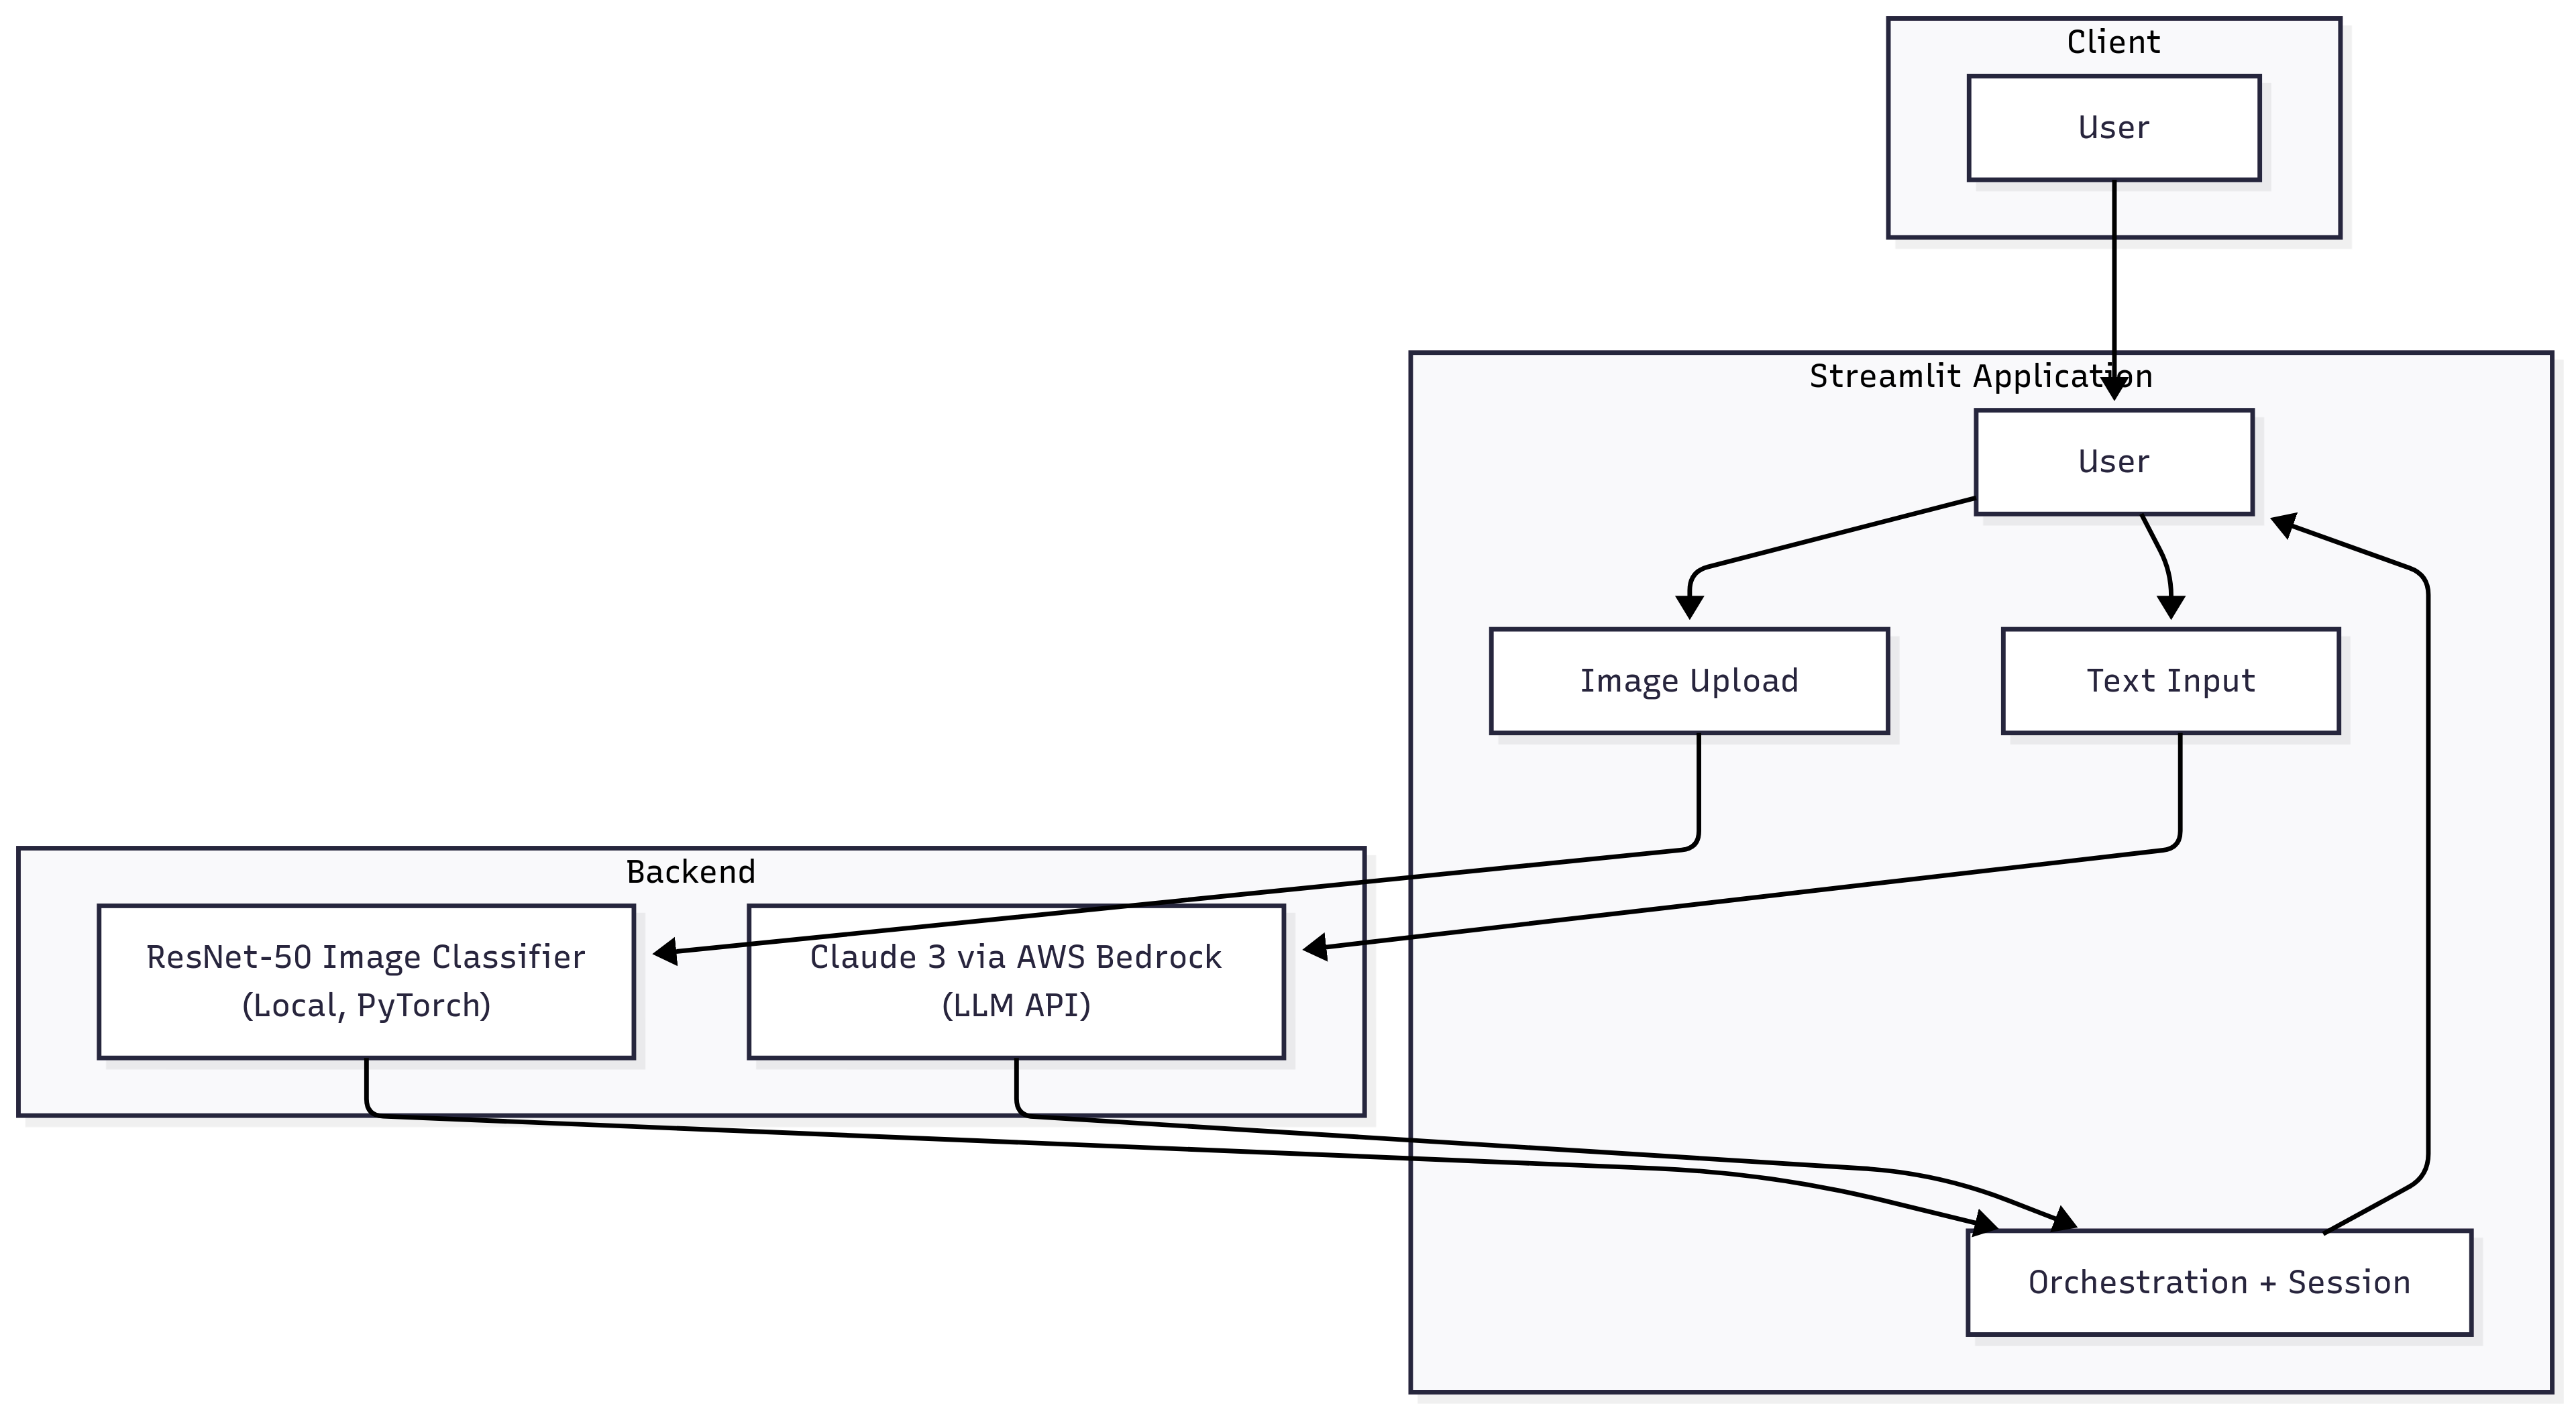 Client
User
Streamlit Application
User
Image Upload
Text Input
Backend
ResNet-50 Image Classifier
(Local, PyTorch)
Claude 3 via AWS Bedrock
(LLM API)
Orchestration + Session